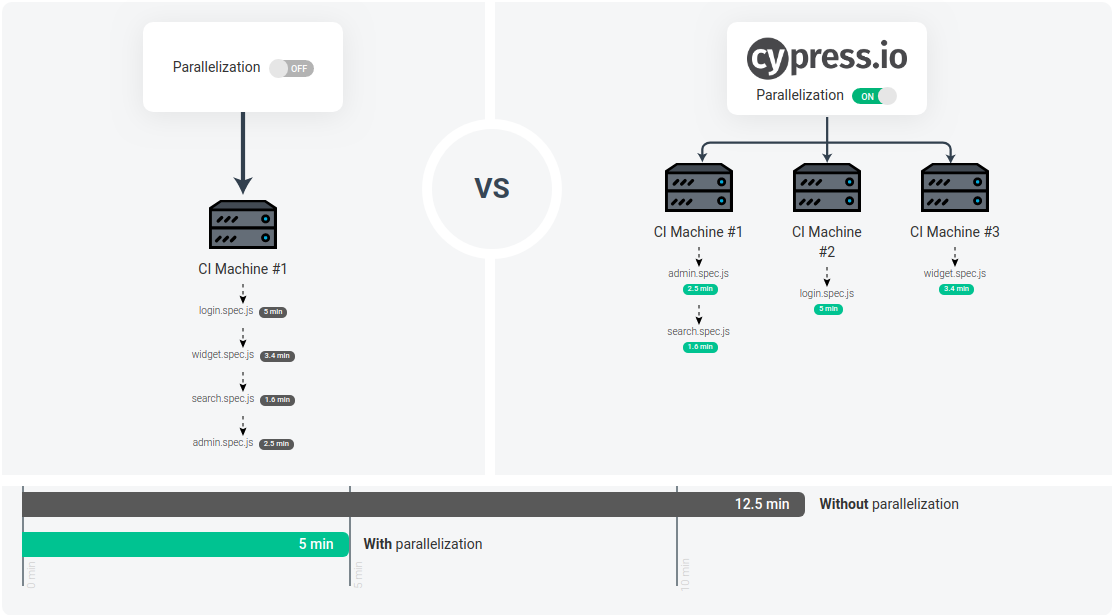 Parallelization OFF
CI Machine #1
login.spec.js 5 min
widget.spec.js 3.4 min
search.spec.js 1.6 min
admin.spec.js 2.5 min
VS
cypress.io
Parallelization ON
CI Machine #1
admin.spec.js
2.5 min
search.spec.js
1.6 min
CI Machine
#2
login.spec.js
5 min
CI Machine #3
widget.spec.js
3.4 min
12.5 min Without parallelization
5 min With parallelization
0 min
5 min
10 min